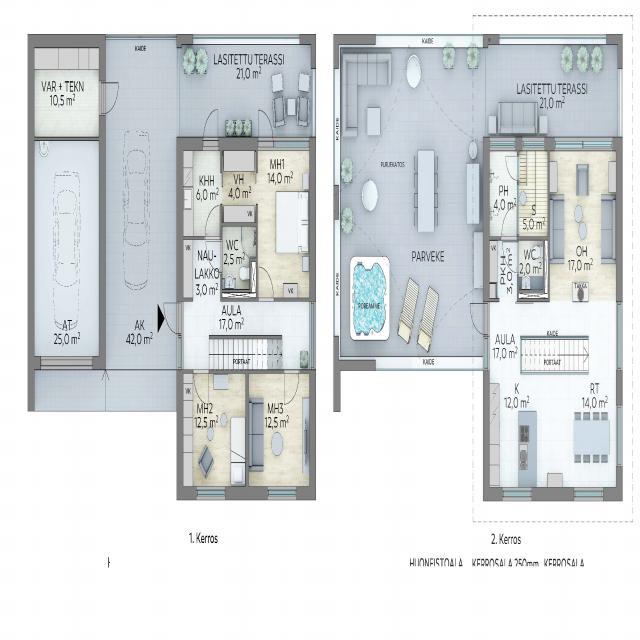 KAIDE
LASITETTU TERASSI
21,0 m²
VAR + TEKN
10,5 m²
KHH
6,0 m²
VH
4,0 m²
MH1
14,0 m²
VK
NAU-
LAKKO
3,0 m²
WC
2,5 m²
VK
AULA
17,0 m²
AT
25,0 m²
AK
42,0 m²
PORTAAT
VK
MH2
12,5 m²
MH3
12,5 m²
1. Kerros
KAIDE
LASITETTU TERASSI
21,0 m²
KAIDE
PARVEKE
KAIDE
KAIDE
PH
4,0 m²
S
5,0 m²
OH
17,0 m²
VK
PKH
3,0 m²
WC
2,0 m²
TAKKA
AULA
17,0 m²
KAIDE
PORTAAT
K
12,0 m²
RT
14,0 m²
2. Kerros
HUONEISTOALA KERROSALA 250mm KERROSALA